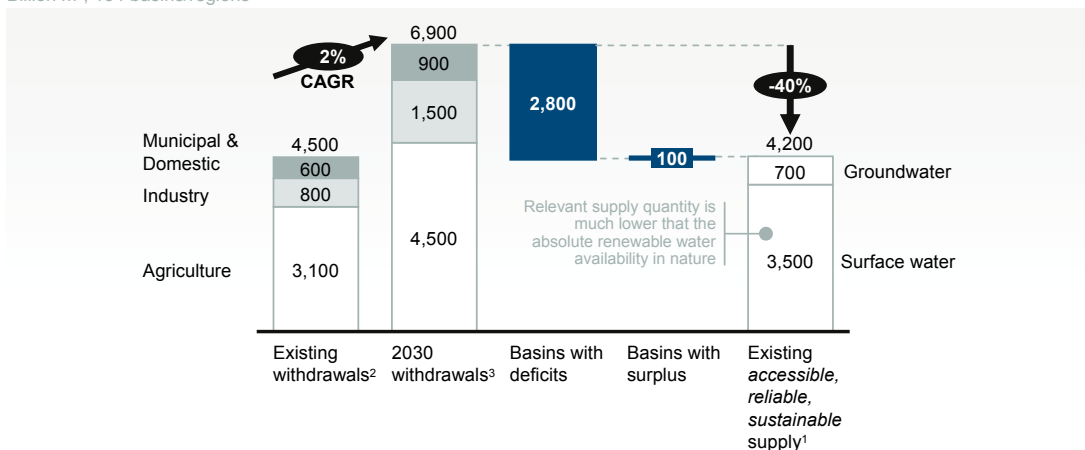 6,900
2%
CAGR
900
1,500
4,500
2,800
-40%
Municipal &
Domestic
Industry
Agriculture
4,500
600
800
3,100
100
4,200
700
3,500
Groundwater
Surface water
Relevant supply quantity is
much lower that the
absolute renewable water
availability in nature
Existing
withdrawals²
2030
withdrawals³
Basins with
deficits
Basins with
surplus
Existing
accessible,
reliable,
sustainable
supply¹